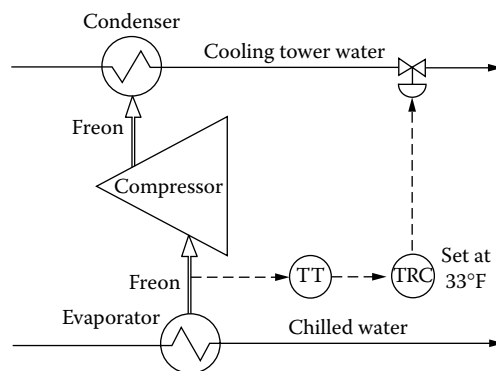 Condenser
Cooling tower water
Freon
Compressor
Freon
TT
TRC
Set at
33°F
Evaporator
Chilled water